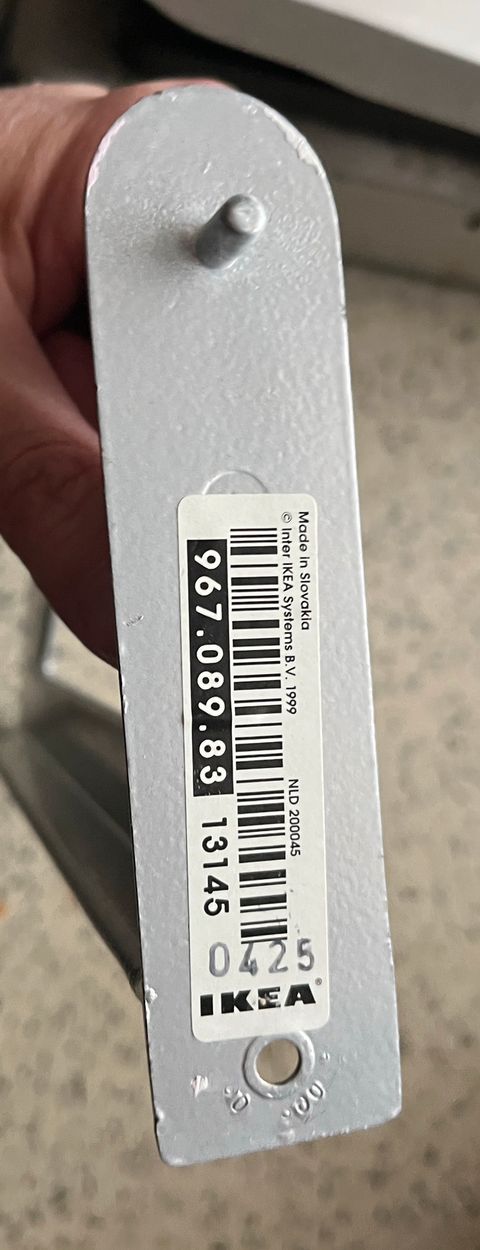 Made in Slovakia
© Inter IKEA Systems B.V. 1999
NLD 200045
967.089.83 13145
0425
IKEA®